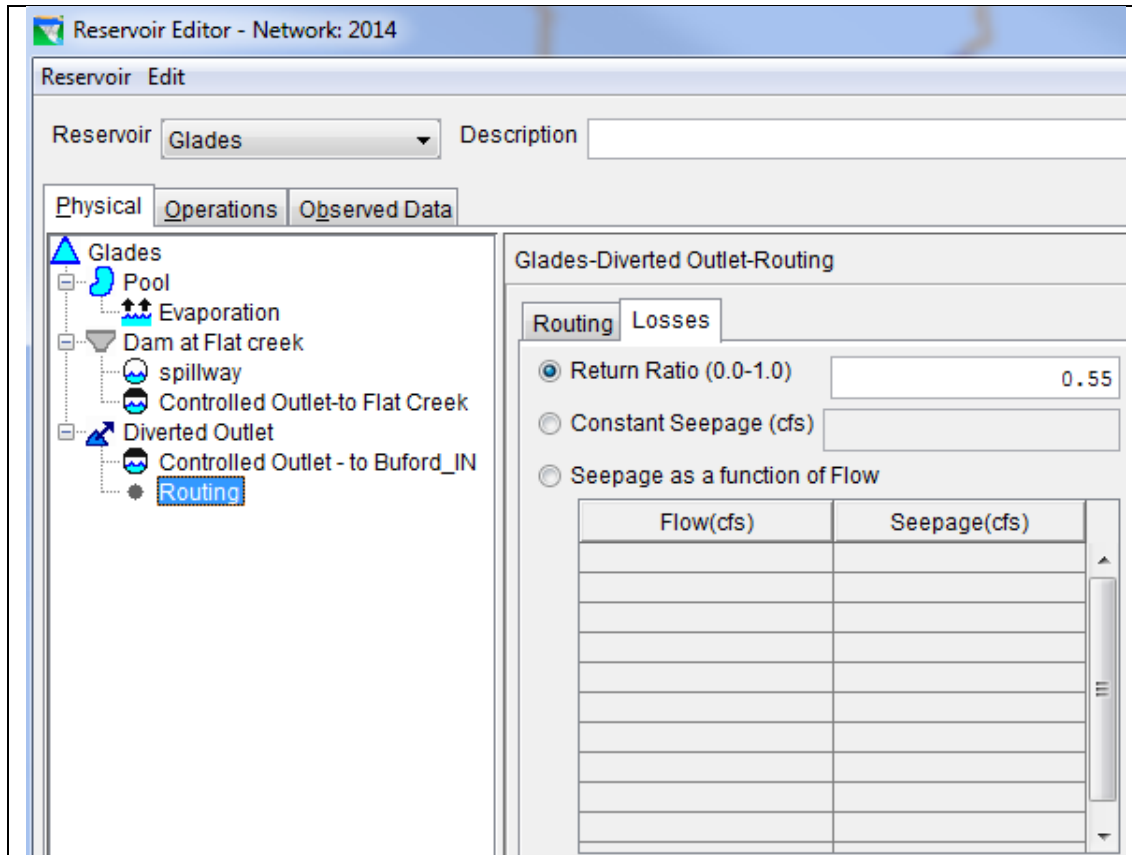 Reservoir Editor - Network: 2014
Reservoir Edit
Reservoir Glades Description
Physical Operations Observed Data
Glades
Pool
Evaporation
Dam at Flat creek
spillway
Controlled Outlet-to Flat Creek
Diverted Outlet
Controlled Outlet - to Buford_IN
Routing
Glades-Diverted Outlet-Routing
Routing Losses
Return Ratio (0.0-1.0) 0.55
Constant Seepage (cfs)
Seepage as a function of Flow
Flow(cfs) Seepage(cfs)